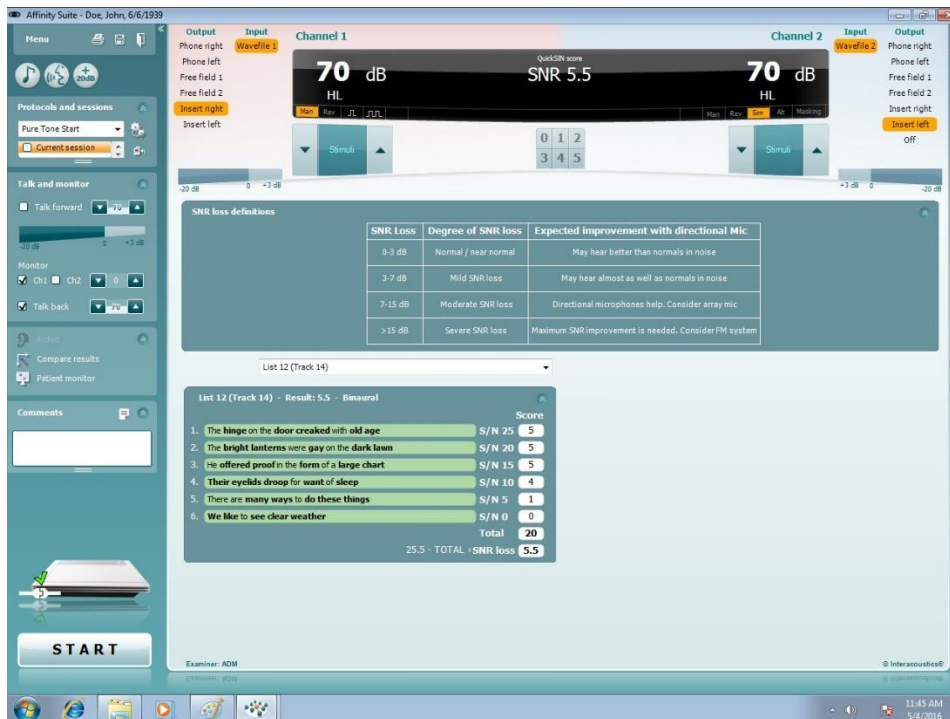 Affinity Suite - Doe, John, 6/6/1939
Menu
+
20dB
Protocols and sessions
Pure Tone Start
Current session
Talk and monitor
Talk forward 70
-20 dB 0 +3 dB
Monitor
Ch1 Ch2 0
Talk back 70
Aided
Compare results
Patient monitor
Comments
START
Output Input
Phone right Wavefile 1
Phone left
Free field 1
Free field 2
Insert right
Insert left
-20 dB 0 +3 dB
Channel 1
70 dB
HL
Man Rev
QuickSIN score
SNR 5.5
Channel 2
70 dB
HL
Man Rev Sim Alt Masking
Stimuli
0 1 2
3 4 5
Stimuli
Input Output
Wavefile 2 Phone right
Phone left
Free field 1
Free field 2
Insert right
Insert left
Off
+3 dB 0 -20 dB
SNR loss definitions
SNR Loss Degree of SNR loss Expected improvement with directional Mic
0-3 dB Normal / near normal May hear better than normals in noise
3-7 dB Mild SNR loss May hear almost as well as normals in noise
7-15 dB Moderate SNR loss Directional microphones help. Consider array mic
>15 dB Severe SNR loss Maximum SNR improvement is needed. Consider FM system
List 12 (Track 14)
List 12 (Track 14) - Result: 5.5 - Binaural
Score
1. The hinge on the door creaked with old age S/N 25 5
2. The bright lanterns were gay on the dark lawn S/N 20 5
3. He offered proof in the form of a large chart S/N 15 5
4. Their eyelids droop for want of sleep S/N 10 4
5. There are many ways to do these things S/N 5 1
6. We like to see clear weather S/N 0 0
Total 20
25.5 - TOTAL = SNR loss 5.5
Examiner: ADM
© Interacoustics®
11:45 AM
5/4/2016